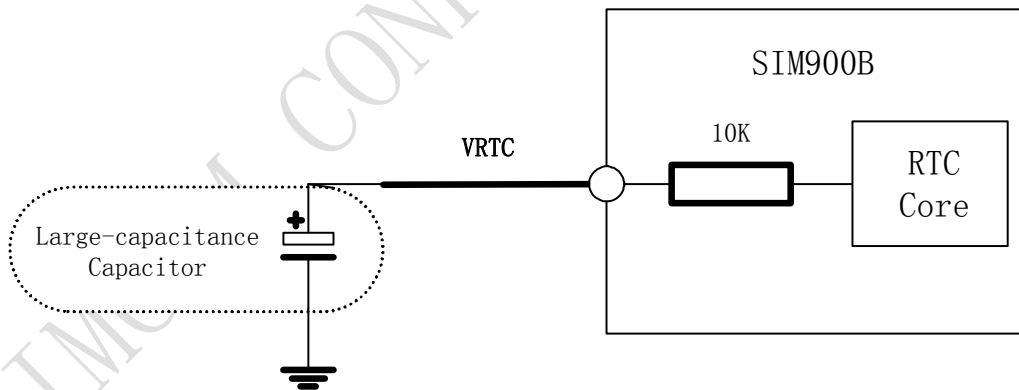 SIM900B
10K
VRTC
RTC
Core
+
Large-capacitance
Capacitor